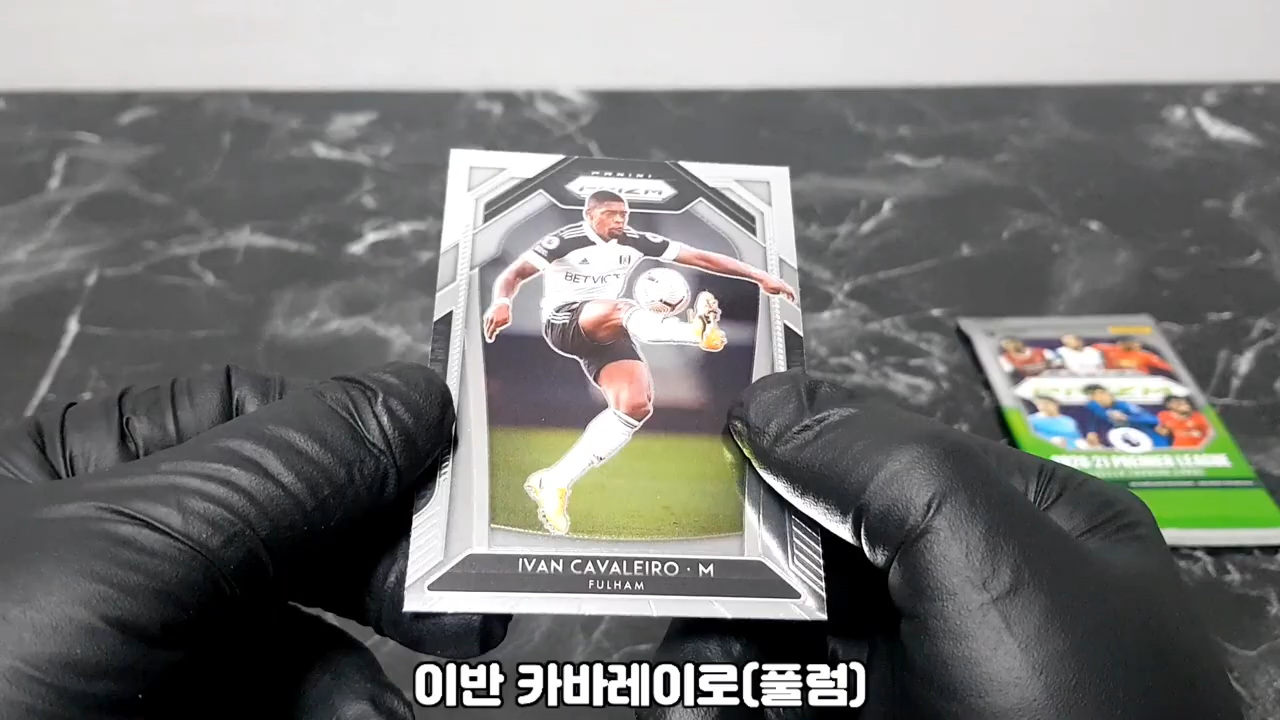 PANINI
PRIZM
BETVICT
IVAN CAVALEIRO · M
FULHAM
PRIZM
2020-21 PREMIER LEAGUE
이반 카바레이로(풀럼)